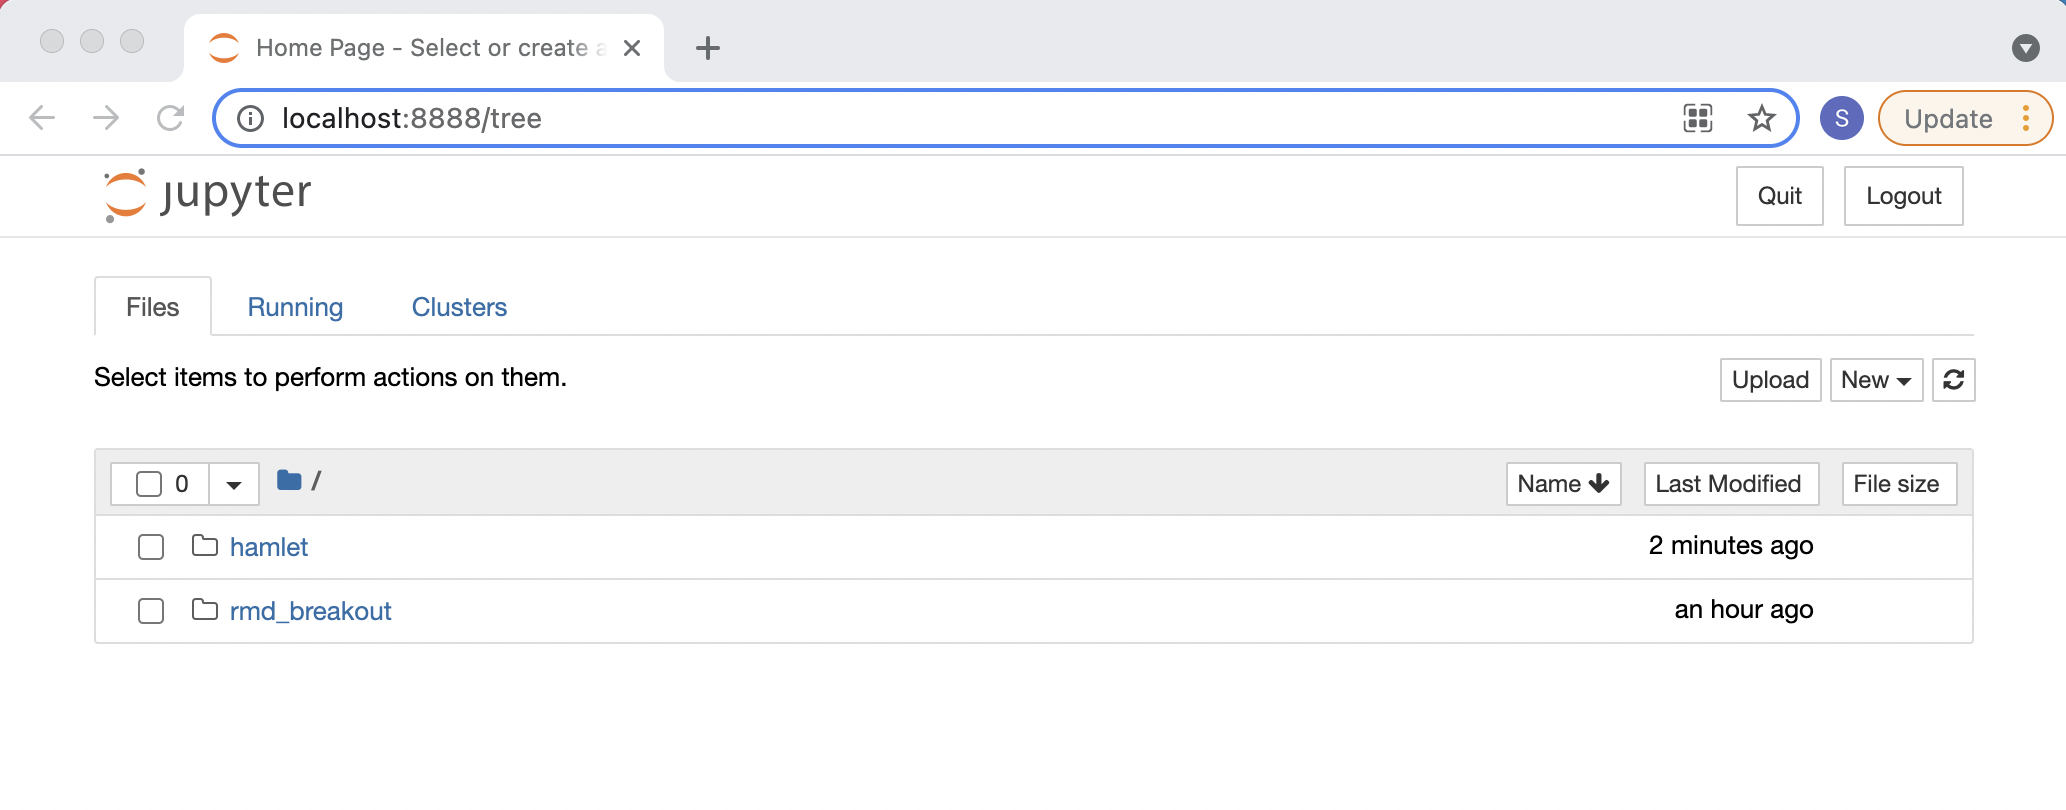 Home Page - Select or create a
localhost:8888/tree
S
Update
jupyter
Quit
Logout
Files
Running
Clusters
Select items to perform actions on them.
Upload
New
0
/
Name
Last Modified
File size
hamlet
2 minutes ago
rmd_breakout
an hour ago